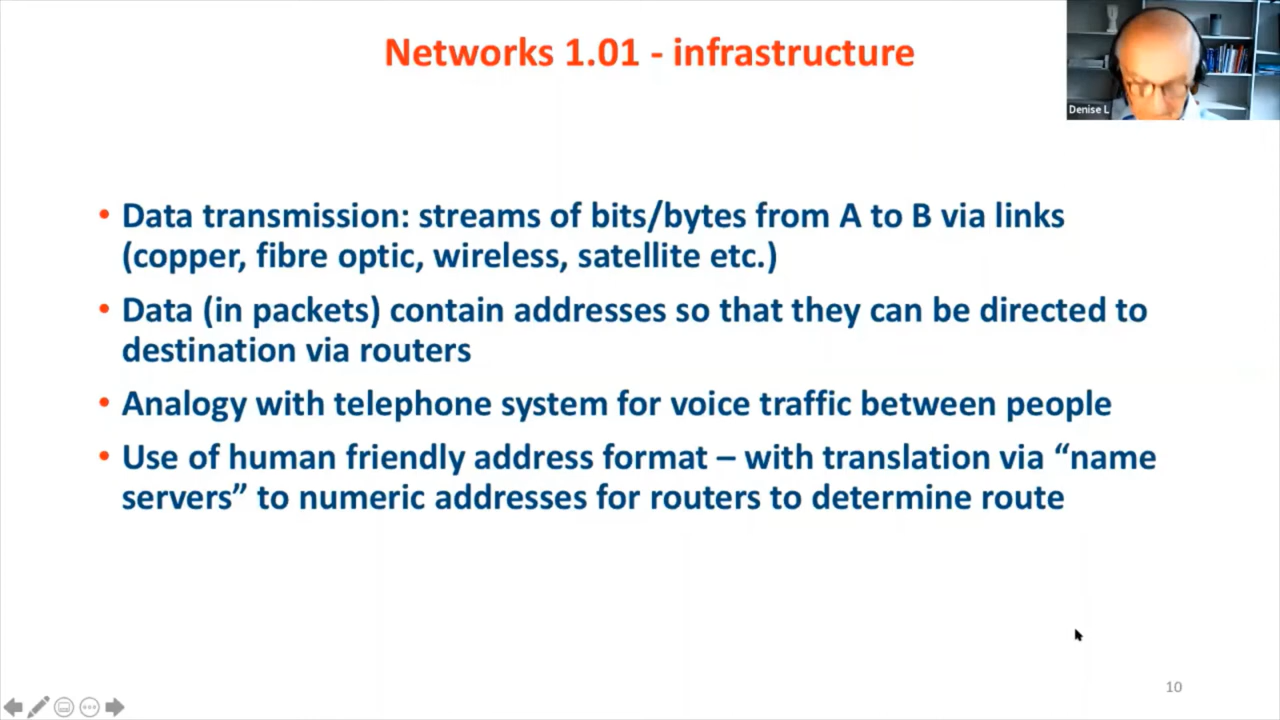 Networks 1.01 - infrastructure
Denise L
• Data transmission: streams of bits/bytes from A to B via links
(copper, fibre optic, wireless, satellite etc.)
• Data (in packets) contain addresses so that they can be directed to
destination via routers
• Analogy with telephone system for voice traffic between people
• Use of human friendly address format – with translation via “name
servers” to numeric addresses for routers to determine route
10